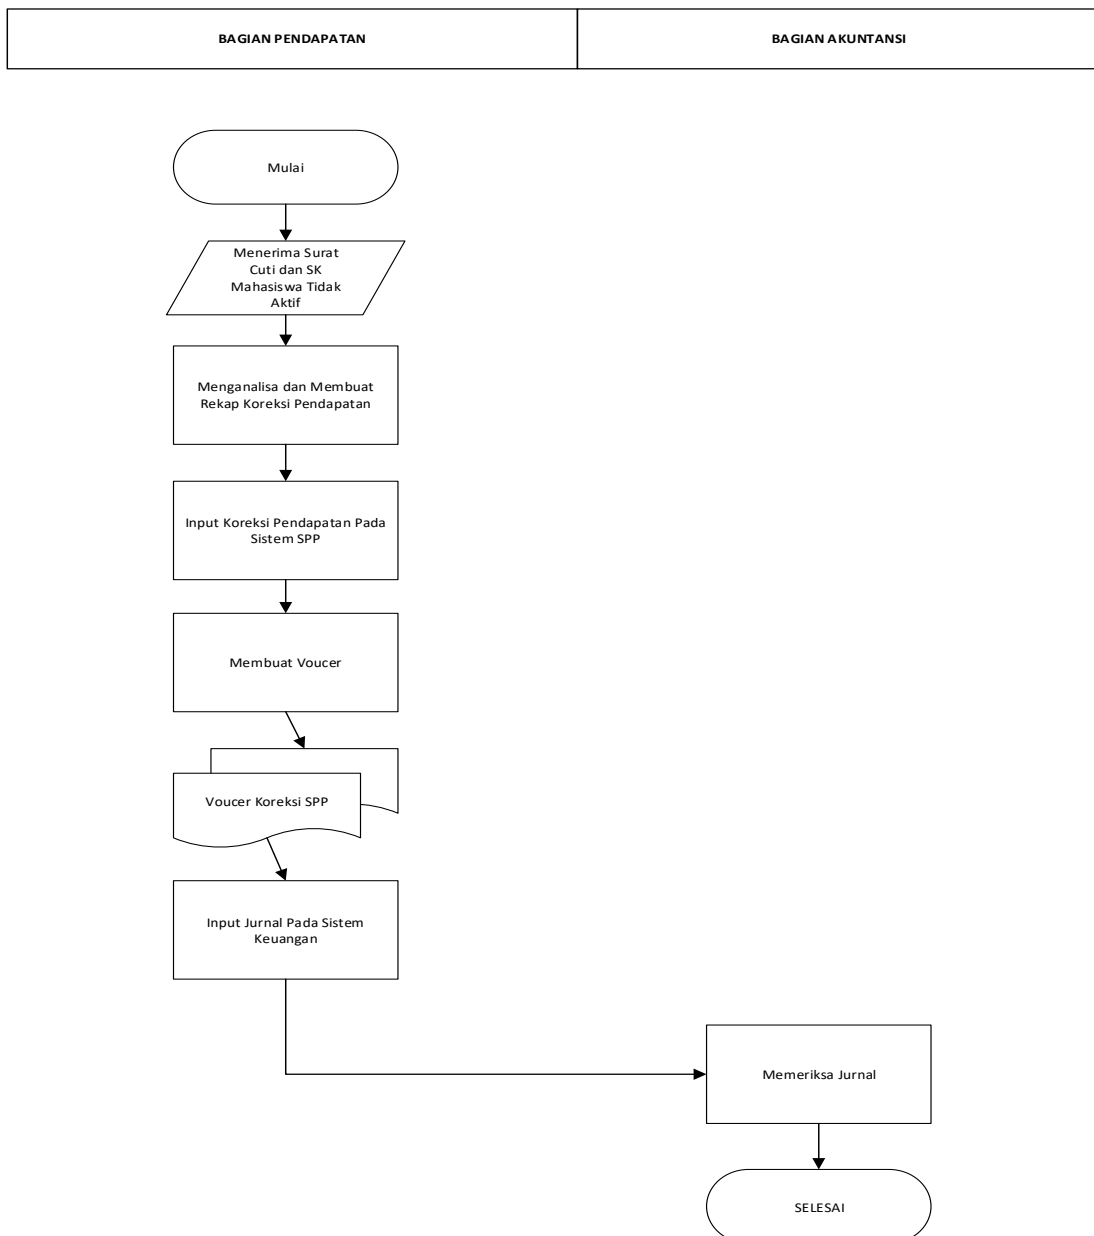 BAGIAN PENDAPATAN
BAGIAN AKUNTANSI
Mulai
Menerima Surat
Cuti dan SK
Mahasiswa Tidak
Aktif
Menganalisa dan Membuat
Rekap Koreksi Pendapatan
Input Koreksi Pendapatan Pada
Sistem SPP
Membuat Voucer
Voucer Koreksi SPP
Input Jurnal Pada Sistem
Keuangan
Memeriksa Jurnal
SELESAI